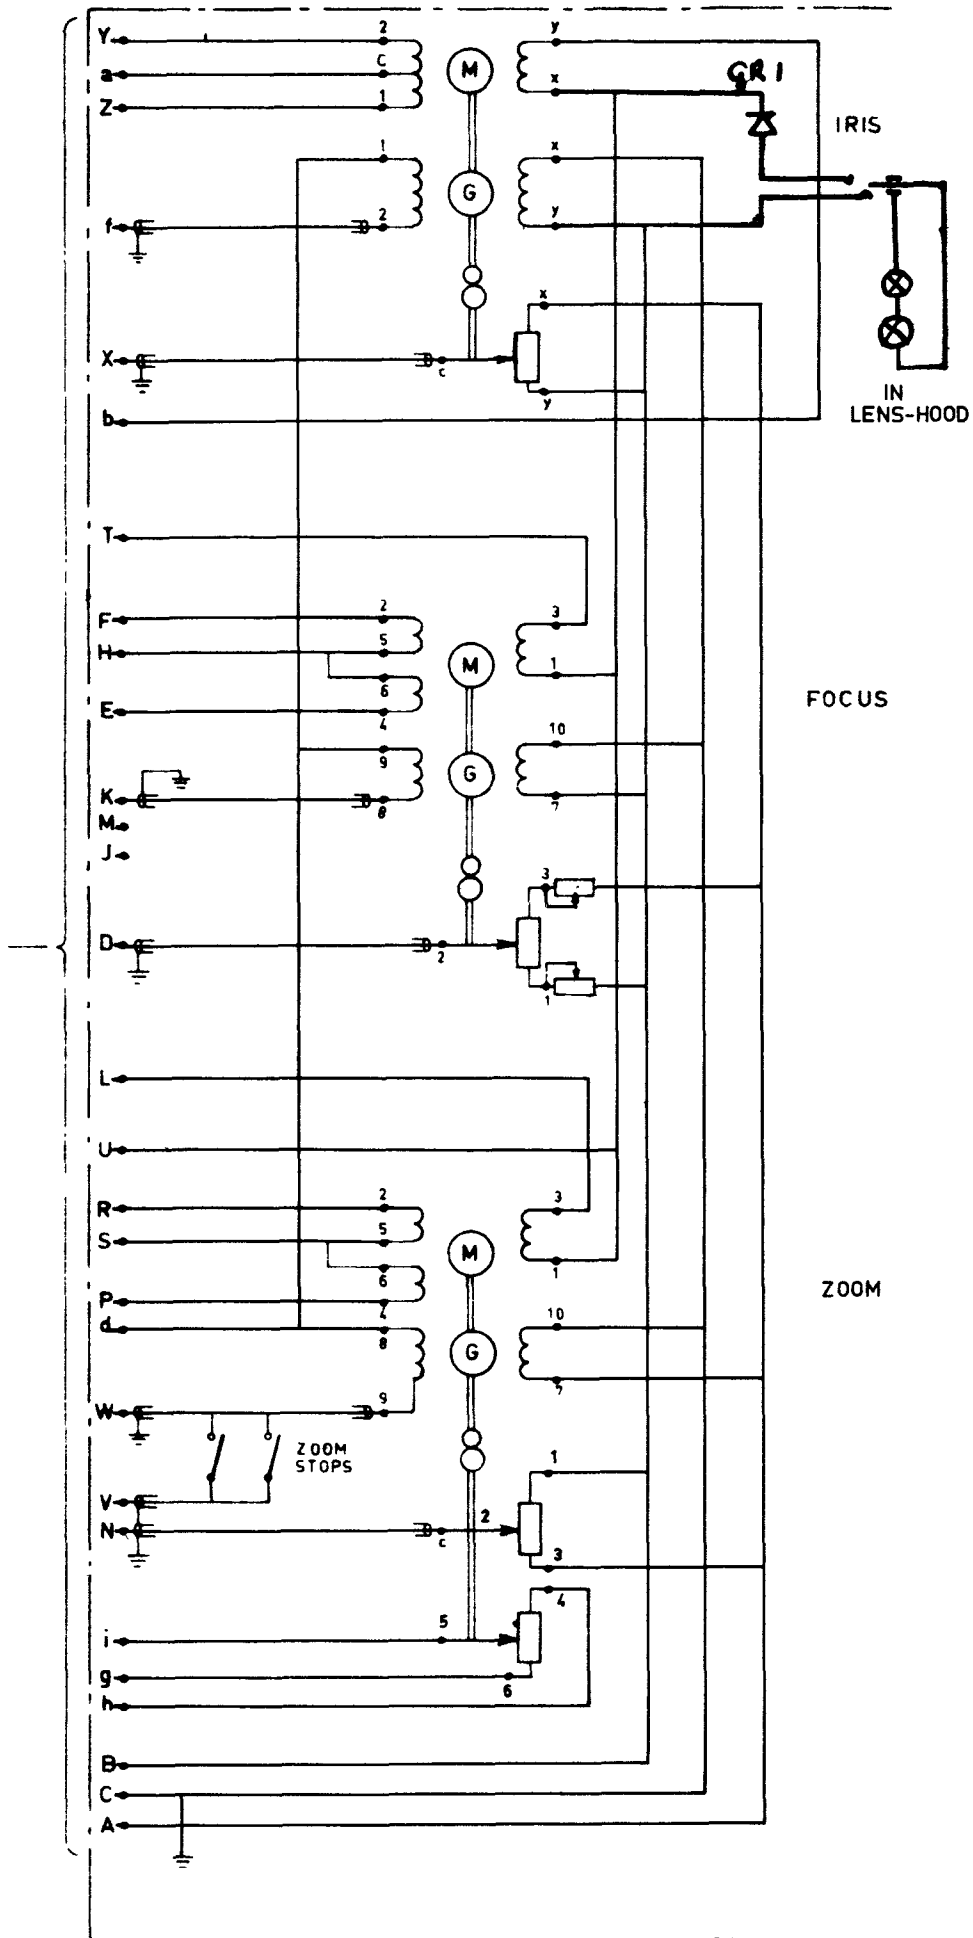 Y 2 y
a C M x GR1
Z 1
IRIS
1 x
G
f 2 y
x
X c
y
IN
b LENS-HOOD
T
F 2 3
H 5 M 1
6
E 4 FOCUS
9 10
G
K 8 7
M
J
3
D 2
1
L
U
R 2 3
S 5 M
6 1
P 4 ZOOM
d 8 10
G
W 9 7
ZOOM
STOPS
1
V 2
N c
3
4
i 5
g 6
h
B
C
A